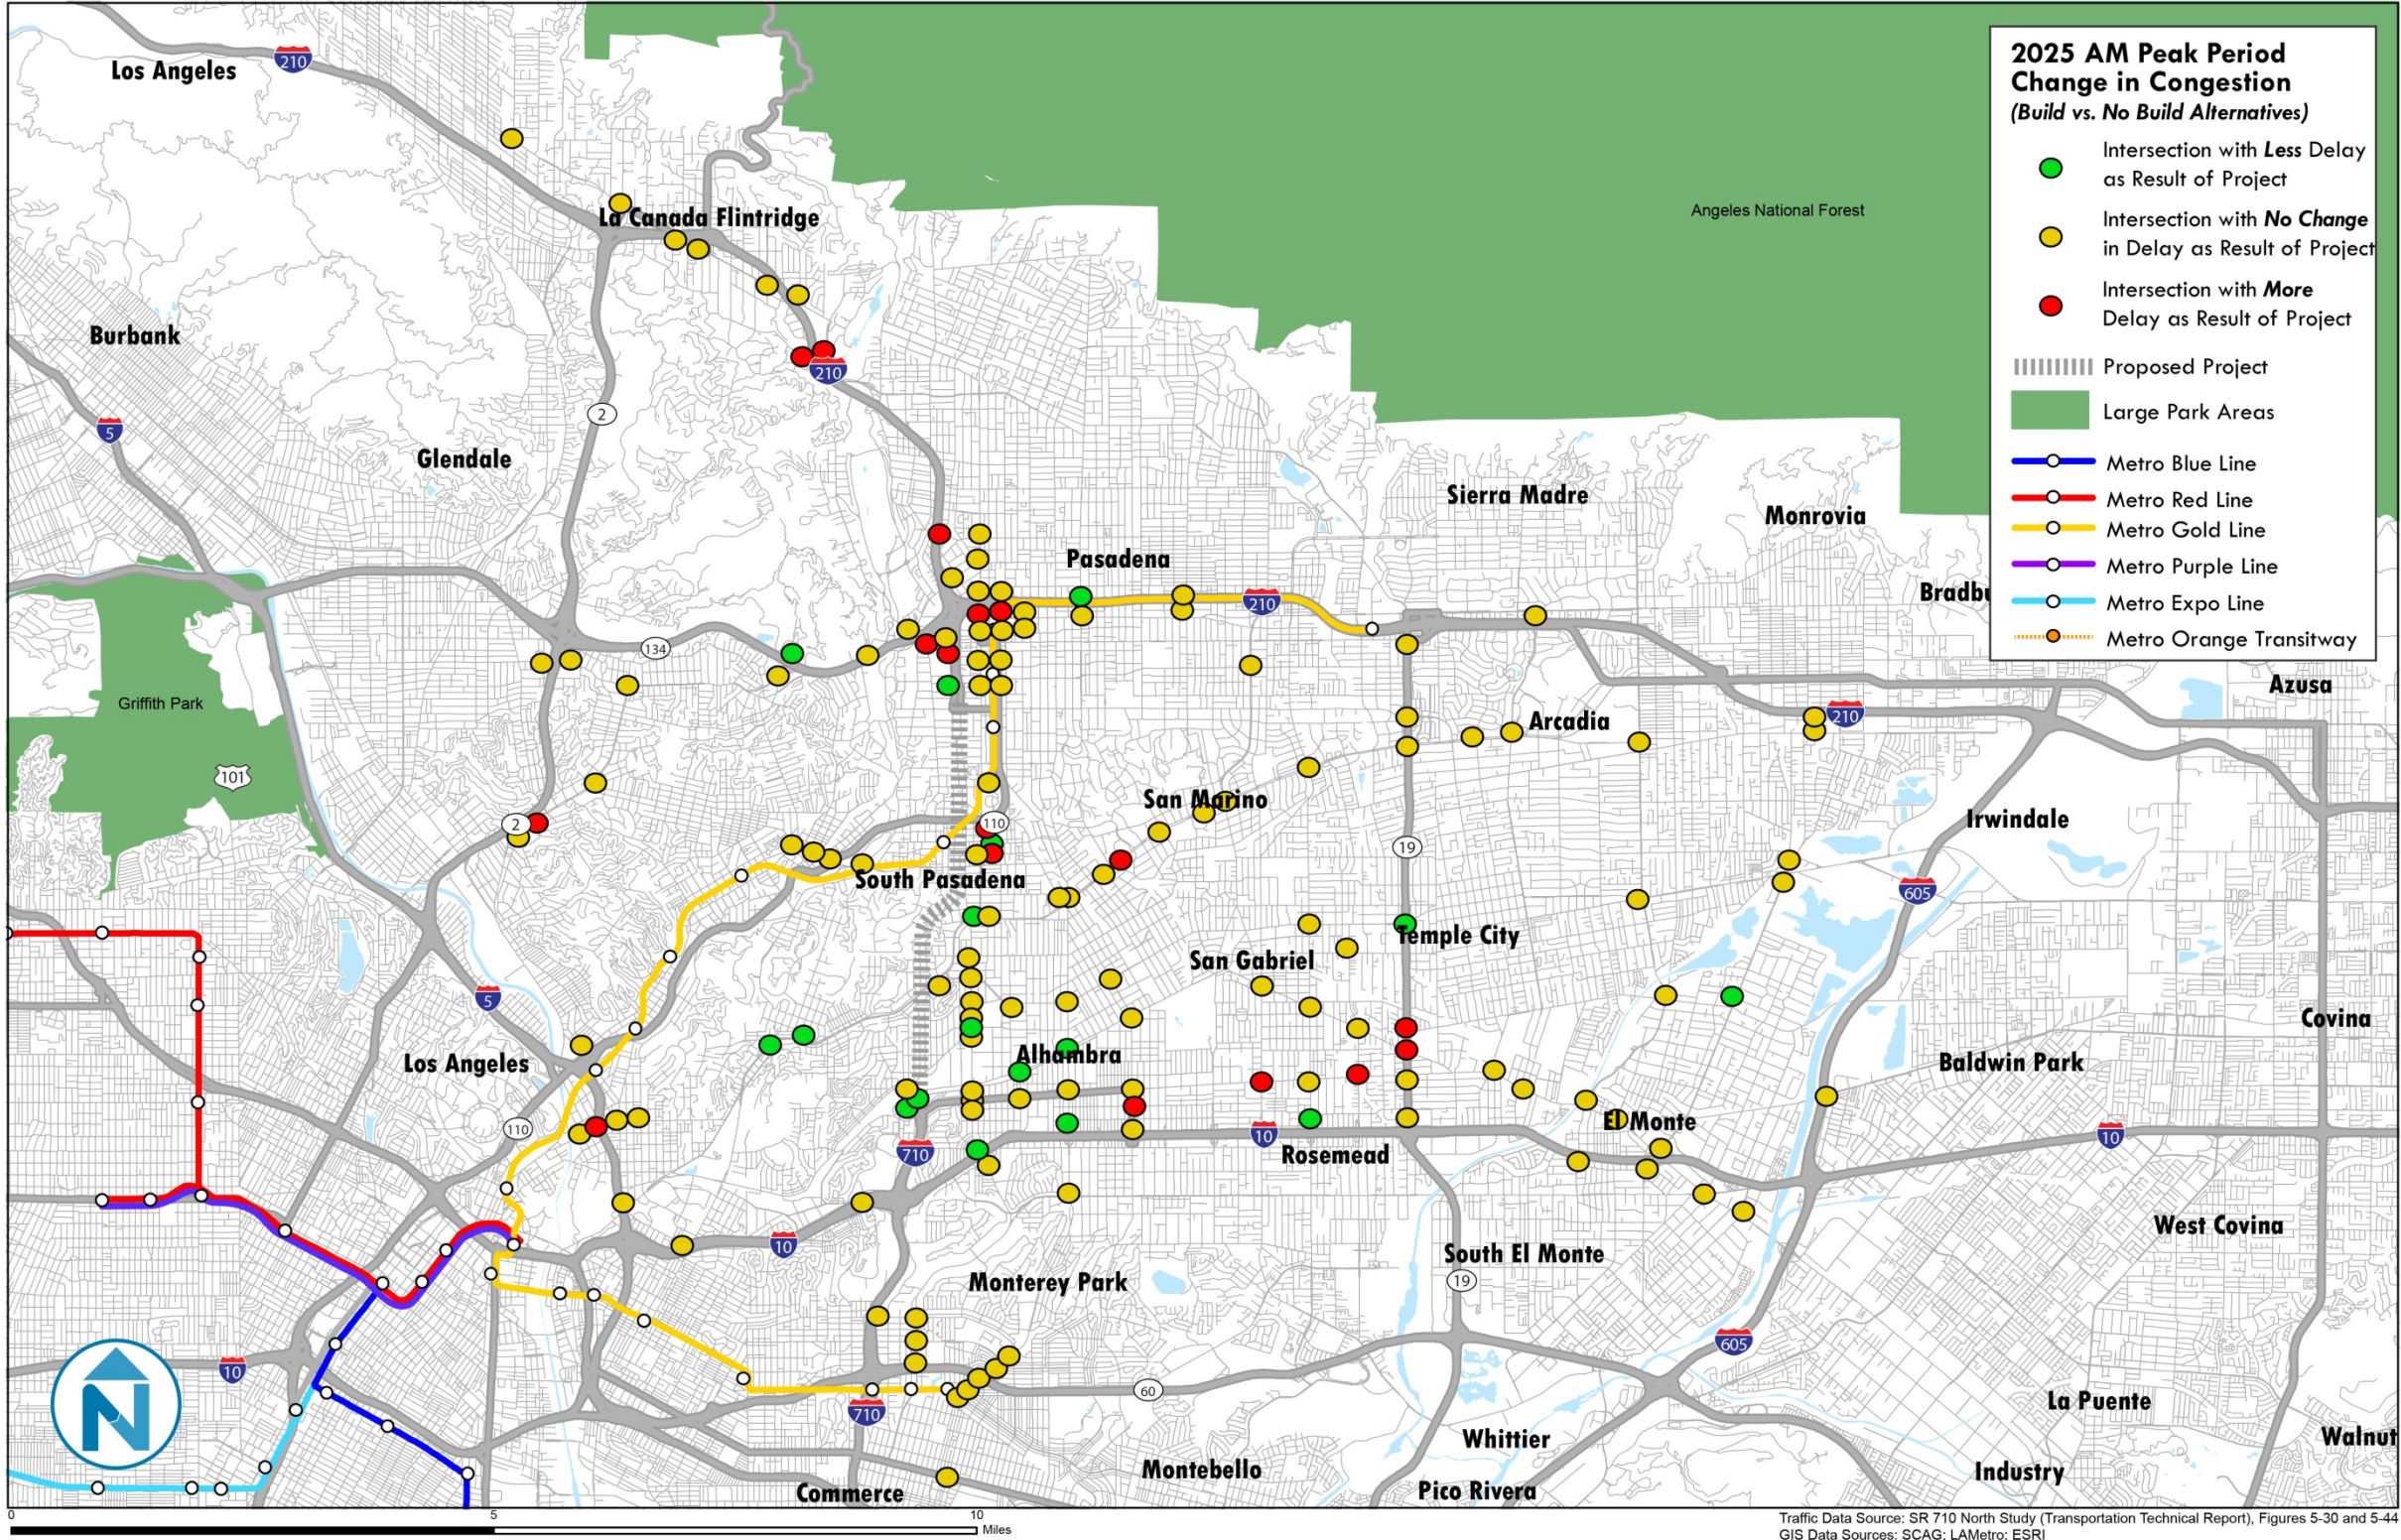 2025 AM Peak Period
Change in Congestion
(Build vs. No Build Alternatives)
Intersection with Less Delay
as Result of Project
Intersection with No Change
in Delay as Result of Project
Intersection with More
Delay as Result of Project
Proposed Project
Large Park Areas
Metro Blue Line
Metro Red Line
Metro Gold Line
Metro Purple Line
Metro Expo Line
Metro Orange Transitway
Los Angeles
210
La Canada Flintridge
Angeles National Forest
Burbank
210
2
5
Glendale
Sierra Madre
Monrovia
Pasadena
Bradbu
210
134
Azusa
Griffith Park
210
Arcadia
101
San Marino
2
110
Irwindale
19
South Pasadena
605
Temple City
San Gabriel
5
Covina
Los Angeles
Alhambra
Baldwin Park
110
El Monte
10
10
710
Rosemead
West Covina
10
South El Monte
Monterey Park
19
605
10
60
La Puente
710
Whittier
Walnut
Montebello
Industry
Commerce
Pico Rivera
N
0
5
10
Miles
Traffic Data Source: SR 710 North Study (Transportation Technical Report), Figures 5-30 and 5-44
GIS Data Sources: SCAG; LAMetro; ESRI